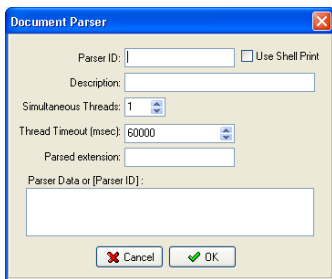 Document Parser
Parser ID: Use Shell Print
Description:
Simultaneous Threads: 1
Thread Timeout (msec): 60000
Parsed extension:
Parser Data or [Parser ID] :
Cancel OK